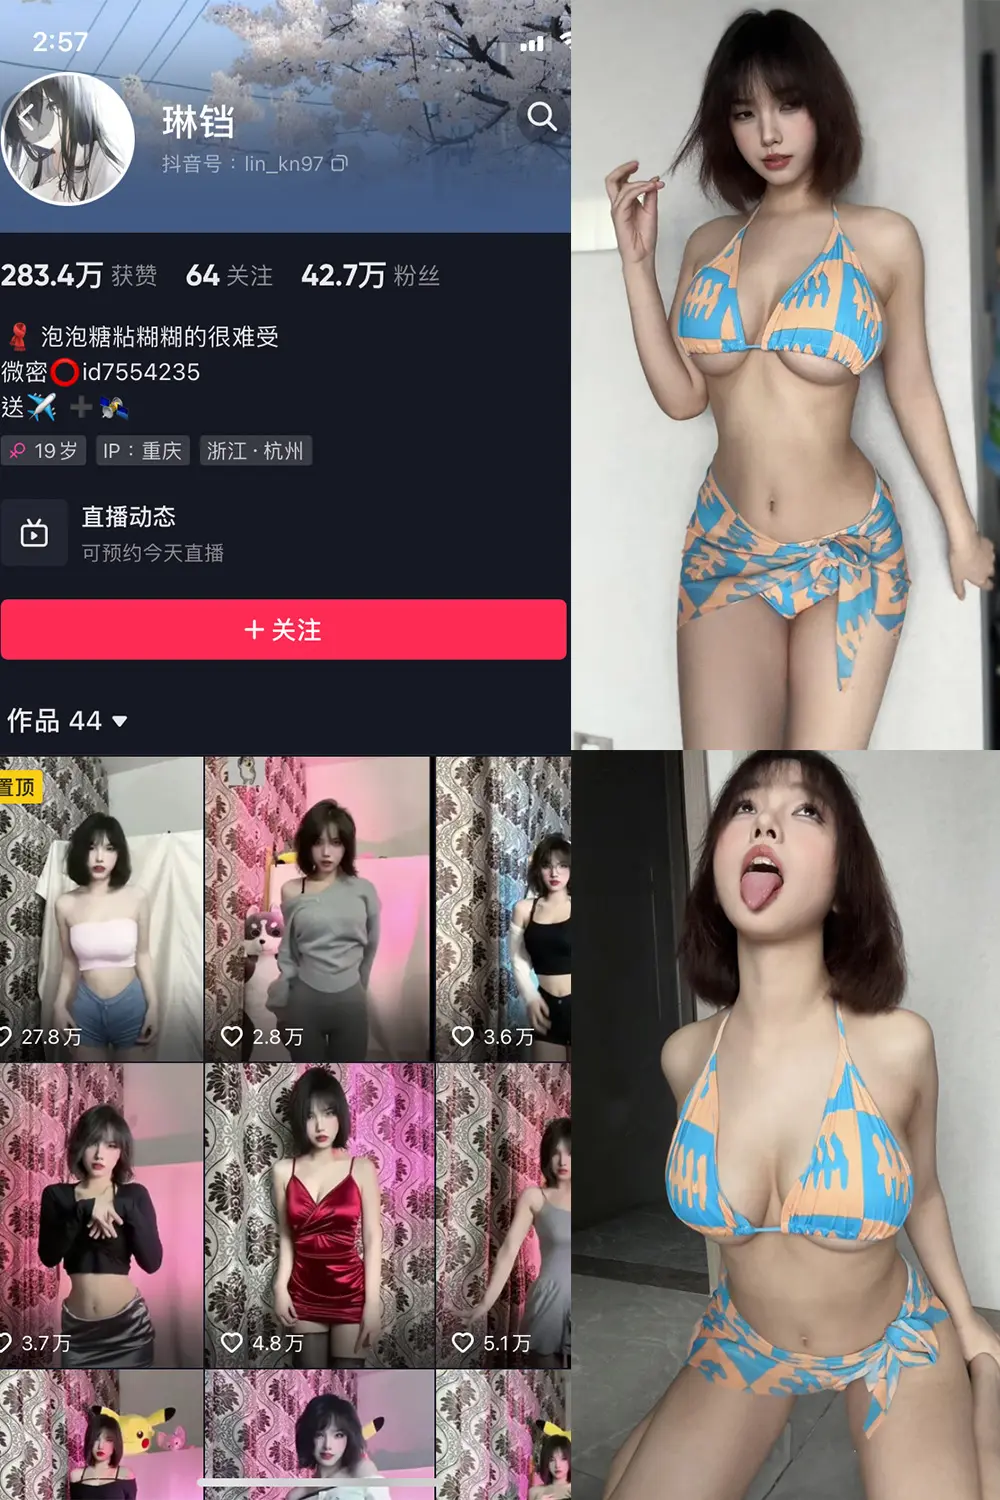 2:57
琳铛
抖音号：lin_kn97
283.4万 获赞 64 关注 42.7万 粉丝
泡泡糖粘糊糊的很难受
微密⭕id7554235
送✈️➕🛰️
19岁 IP：重庆 浙江·杭州
直播动态
可预约今天直播
+ 关注
作品 44
置顶
27.8万 2.8万 3.6万
3.7万 4.8万 5.1万